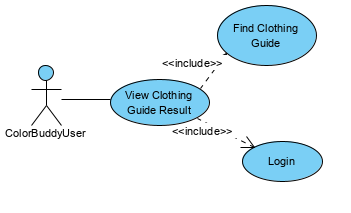 Find Clothing
Guide
<<include>>
View Clothing
Guide Result
<<include>>
ColorBuddyUser
Login